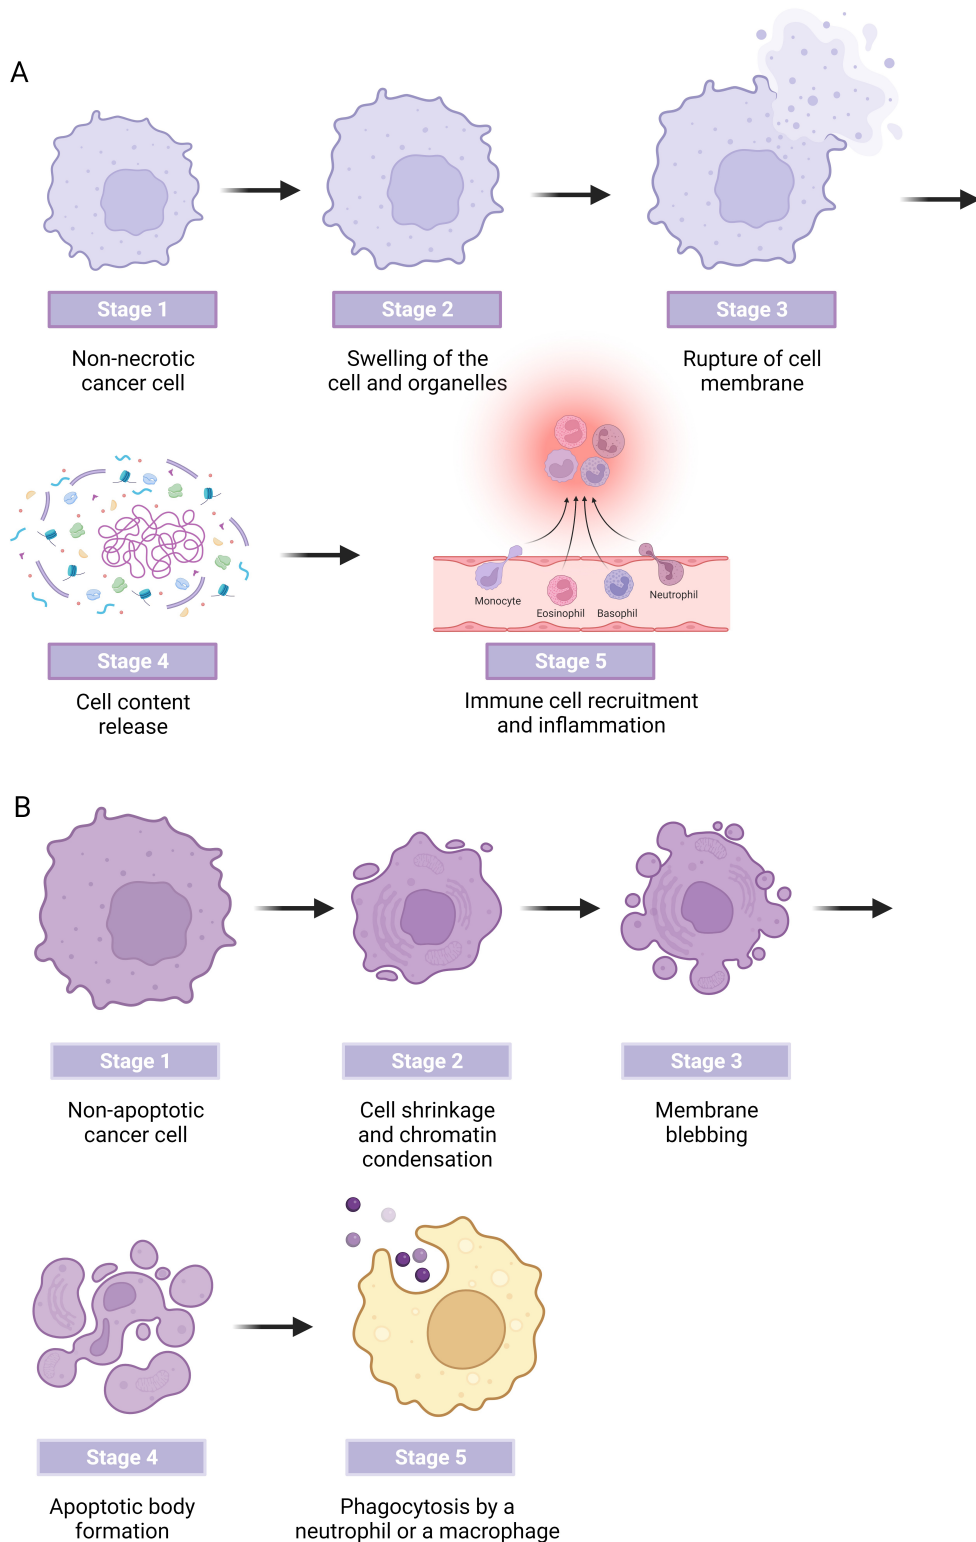 A
Stage 1
Stage 2
Stage 3
Non-necrotic
cancer cell
Swelling of the
cell and organelles
Rupture of cell
membrane
Monocyte
Eosinophil
Basophil
Neutrophil
Stage 4
Stage 5
Cell content
release
Immune cell recruitment
and inflammation
B
Stage 1
Stage 2
Stage 3
Non-apoptotic
cancer cell
Cell shrinkage
and chromatin
condensation
Membrane
blebbing
Stage 4
Stage 5
Apoptotic body
formation
Phagocytosis by a
neutrophil or a macrophage